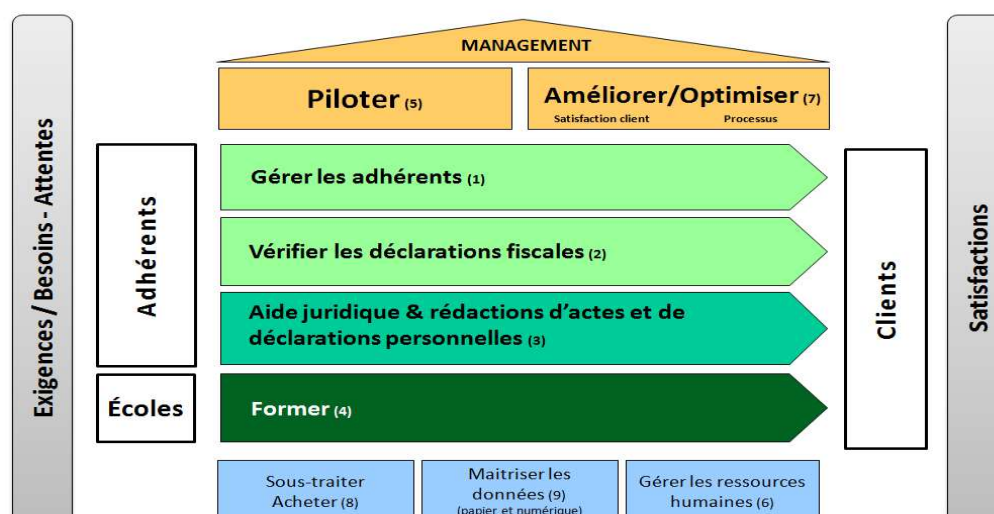 MANAGEMENT
Piloter (5)
Améliorer/Optimiser (7)
Satisfaction client Processus
Exigences / Besoins - Attentes
Adhérents
Gérer les adhérents (1)
Vérifier les déclarations fiscales (2)
Aide juridique & rédactions d'actes et de
déclarations personnelles (3)
Écoles
Former (4)
Clients
Satisfactions
Sous-traiter
Acheter (8)
Maitriser les
données (9)
(papier et numérique)
Gérer les ressources
humaines (6)